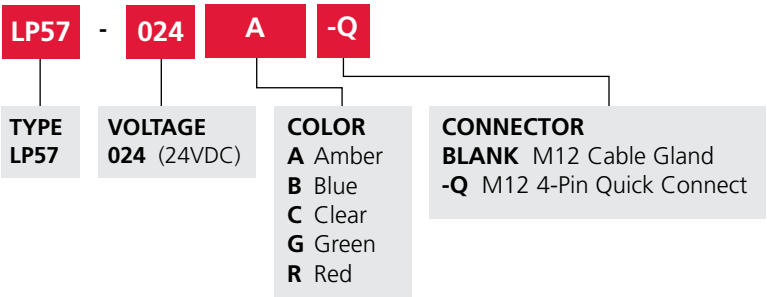 LP57 - 024 A -Q
TYPE
LP57
VOLTAGE
024 (24VDC)
COLOR
A Amber
B Blue
C Clear
G Green
R Red
CONNECTOR
BLANK M12 Cable Gland
-Q M12 4-Pin Quick Connect